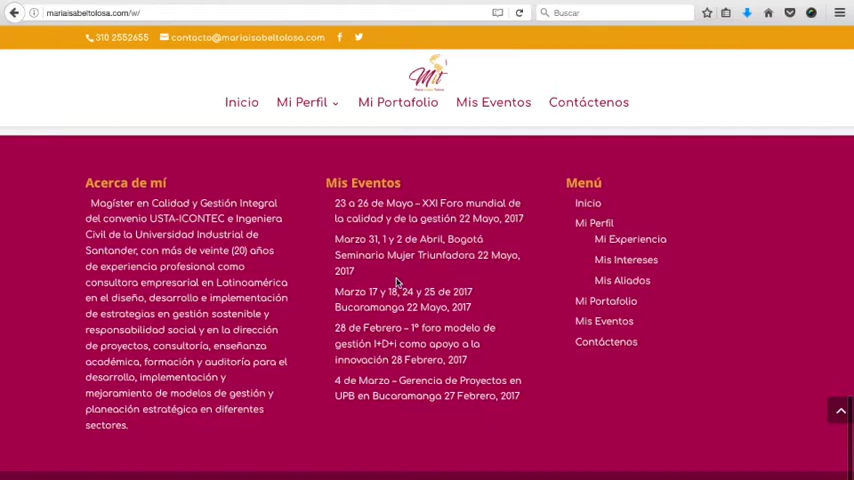 mariaisabeltolosa.com/w/
Buscar
310 2552655
contacto@mariaisabeltolosa.com
Mit
Inicio
Mi Perfil
Mi Portafolio
Mis Eventos
Contáctenos
Acerca de mí
Magíster en Calidad y Gestión Integral
del convenio USTA-ICONTEC e Ingeniera
Civil de la Universidad Industrial de
Santander, con más de veinte (20) años
de experiencia profesional como
consultora empresarial en Latinoamérica
en el diseño, desarrollo e implementación
de estrategias en gestión sostenible y
responsabilidad social y en la dirección
de proyectos, consultoría, enseñanza
académica, formación y auditoría para el
desarrollo, implementación y
mejoramiento de modelos de gestión y
planeación estratégica en diferentes
sectores.
Mis Eventos
23 a 26 de Mayo – XXI Foro mundial de
la calidad y de la gestión 22 Mayo, 2017
Marzo 31, 1 y 2 de Abril, Bogotá
Seminario Mujer Triunfadora 22 Mayo,
2017
Marzo 17 y 18, 24 y 25 de 2017
Bucaramanga 22 Mayo, 2017
28 de Febrero – 1º foro modelo de
gestión I+D+i como apoyo a la
innovación 28 Febrero, 2017
4 de Marzo – Gerencia de Proyectos en
UPB en Bucaramanga 27 Febrero, 2017
Menú
Inicio
Mi Perfil
Mi Experiencia
Mis Intereses
Mis Aliados
Mi Portafolio
Mis Eventos
Contáctenos